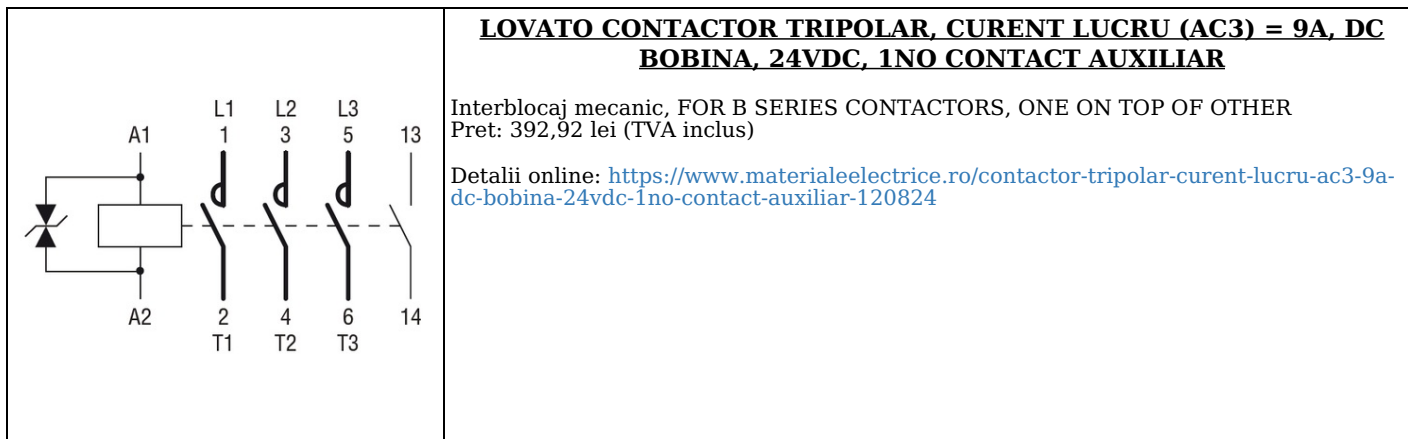 L1 L2 L3
A1 1 3 5 13
A2 2 4 6 14
T1 T2 T3
LOVATO CONTACTOR TRIPOLAR, CURENT LUCRU (AC3) = 9A, DC
BOBINA, 24VDC, 1NO CONTACT AUXILIAR
Interblocaj mecanic, FOR B SERIES CONTACTORS, ONE ON TOP OF OTHER
Pret: 392,92 lei (TVA inclus)
Detalii online: https://www.materialeelectrice.ro/contactor-tripolar-curent-lucru-ac3-9a-
dc-bobina-24vdc-1no-contact-auxiliar-120824